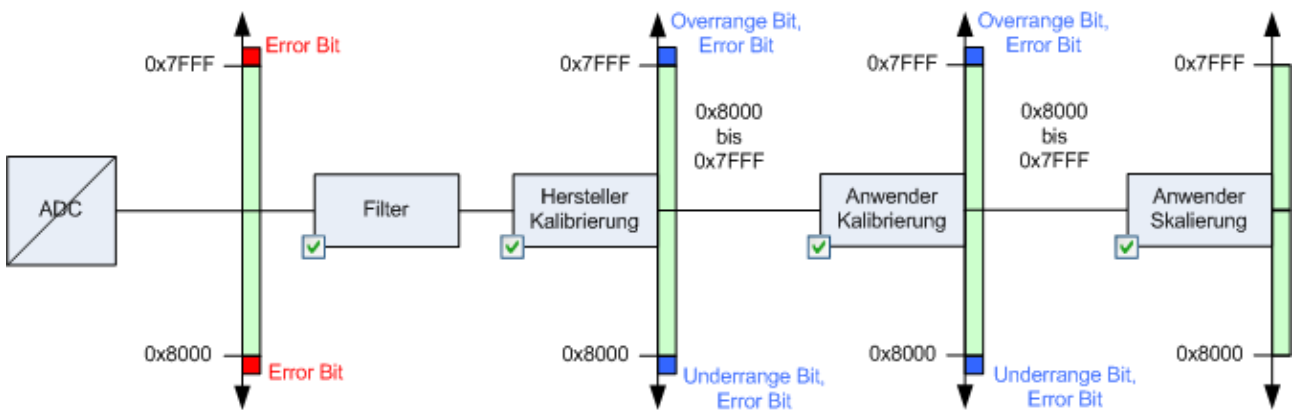 Error Bit
0x7FFF
Overrange Bit,
Error Bit
0x7FFF
Overrange Bit,
Error Bit
0x7FFF
0x7FFF
0x8000
bis
0x7FFF
0x8000
bis
0x7FFF
ADC
Filter
Hersteller
Kalibrierung
Anwender
Kalibrierung
Anwender
Skalierung
0x8000
Error Bit
0x8000
Underrange Bit,
Error Bit
0x8000
Underrange Bit,
Error Bit
0x8000